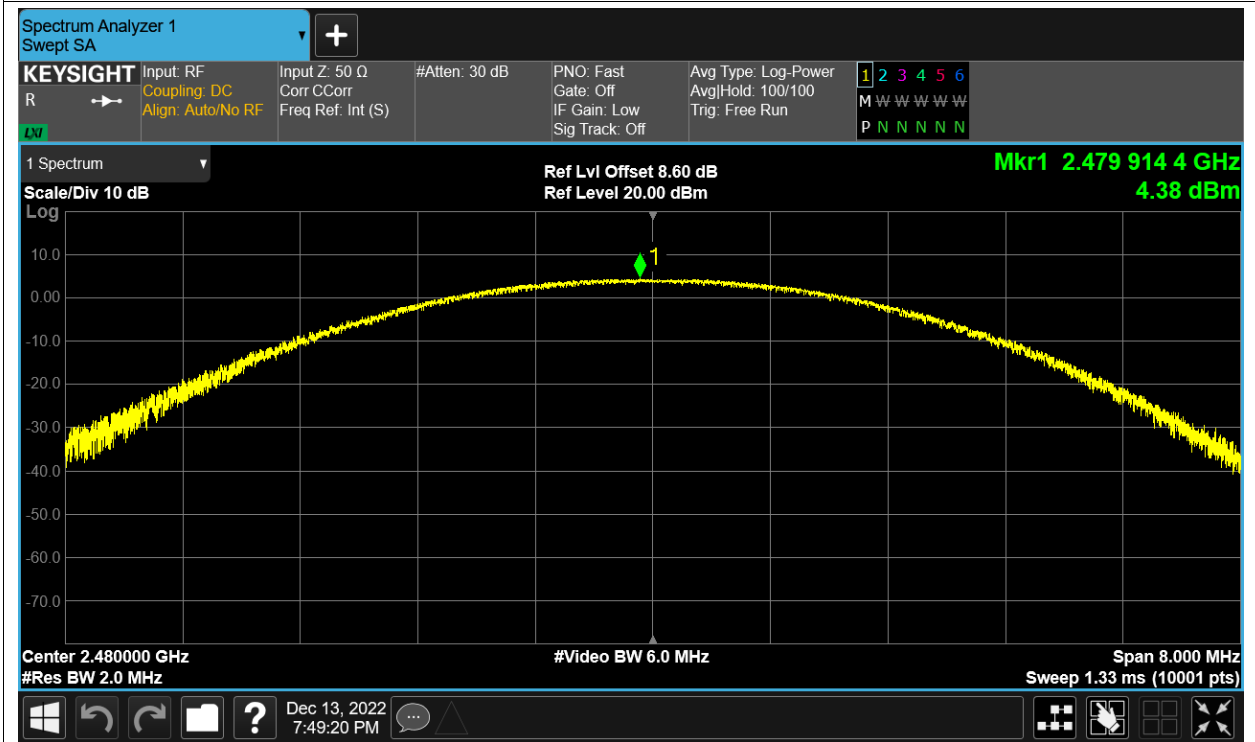 Spectrum Analyzer 1
Swept SA
+
KEYSIGHT
R
LXI
Input: RF
Coupling: DC
Align: Auto/No RF
Input Z: 50 Ω
Corr CCorr
Freq Ref: Int (S)
#Atten: 30 dB
PNO: Fast
Gate: Off
IF Gain: Low
Sig Track: Off
Avg Type: Log-Power
Avg|Hold: 100/100
Trig: Free Run
1 2 3 4 5 6
M W W W W W
P N N N N N
1 Spectrum
Scale/Div 10 dB
Log
Ref Lvl Offset 8.60 dB
Ref Level 20.00 dBm
Mkr1 2.479 914 4 GHz
4.38 dBm
1
10.0
0.00
-10.0
-20.0
-30.0
-40.0
-50.0
-60.0
-70.0
Center 2.480000 GHz
#Res BW 2.0 MHz
#Video BW 6.0 MHz
Span 8.000 MHz
Sweep 1.33 ms (10001 pts)
?
Dec 13, 2022
7:49:20 PM